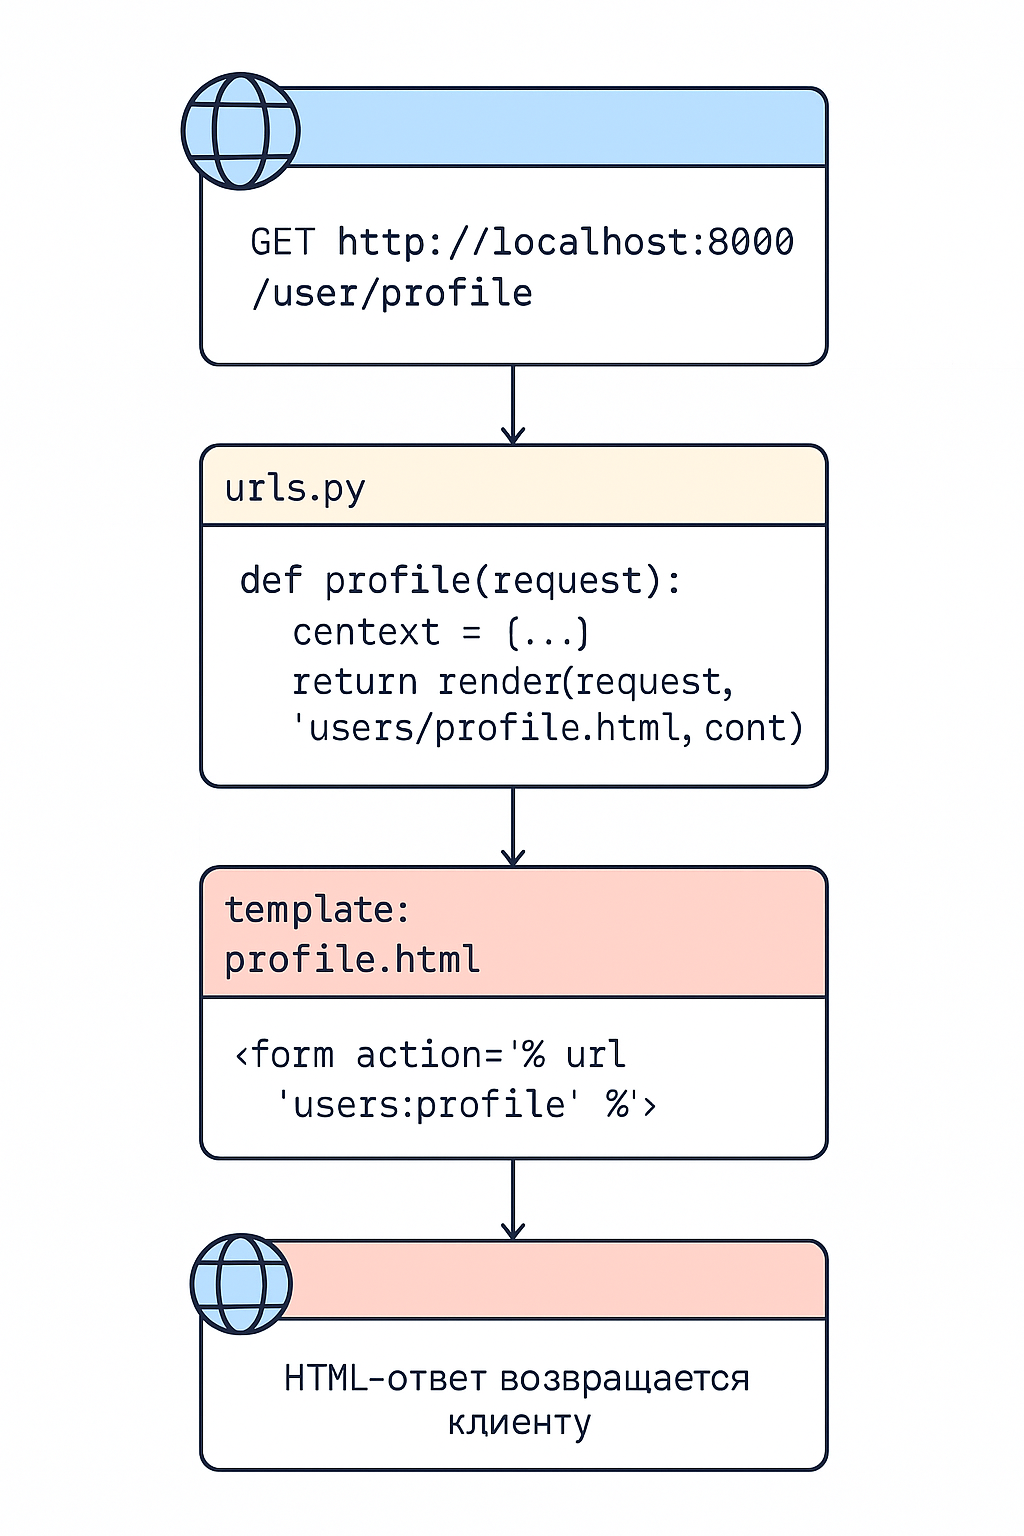 GET http://localhost:8000
/user/profile
urls.py
def profile(request):
centext = {...}
return render(request,
'users/profile.html, cont)
template:
profile.html
<form action='% url
'users:profile' %'>
HTML-ответ возвращается
клиенту